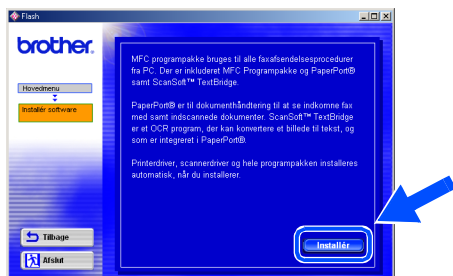 Flash
brother.
Hovedmenu
Installér software
MFC programpakke bruges til alle faxafsendelsesprocedurer
fra PC. Der er inkluderet MFC Programpakke og PaperPort®
samt ScanSoft™ TextBridge.
PaperPort® er til dokumenthåndtering til at se indkomne fax
med samt indscannede dokumenter. ScanSoft™ TextBridge
er et OCR program, der kan konvertere et billede til tekst, og
som er integreret i PaperPort®.
Printerdriver, scannerdriver og hele programpakken installeres
automatisk, når du installerer.
Installér
Tilbage
Afslut